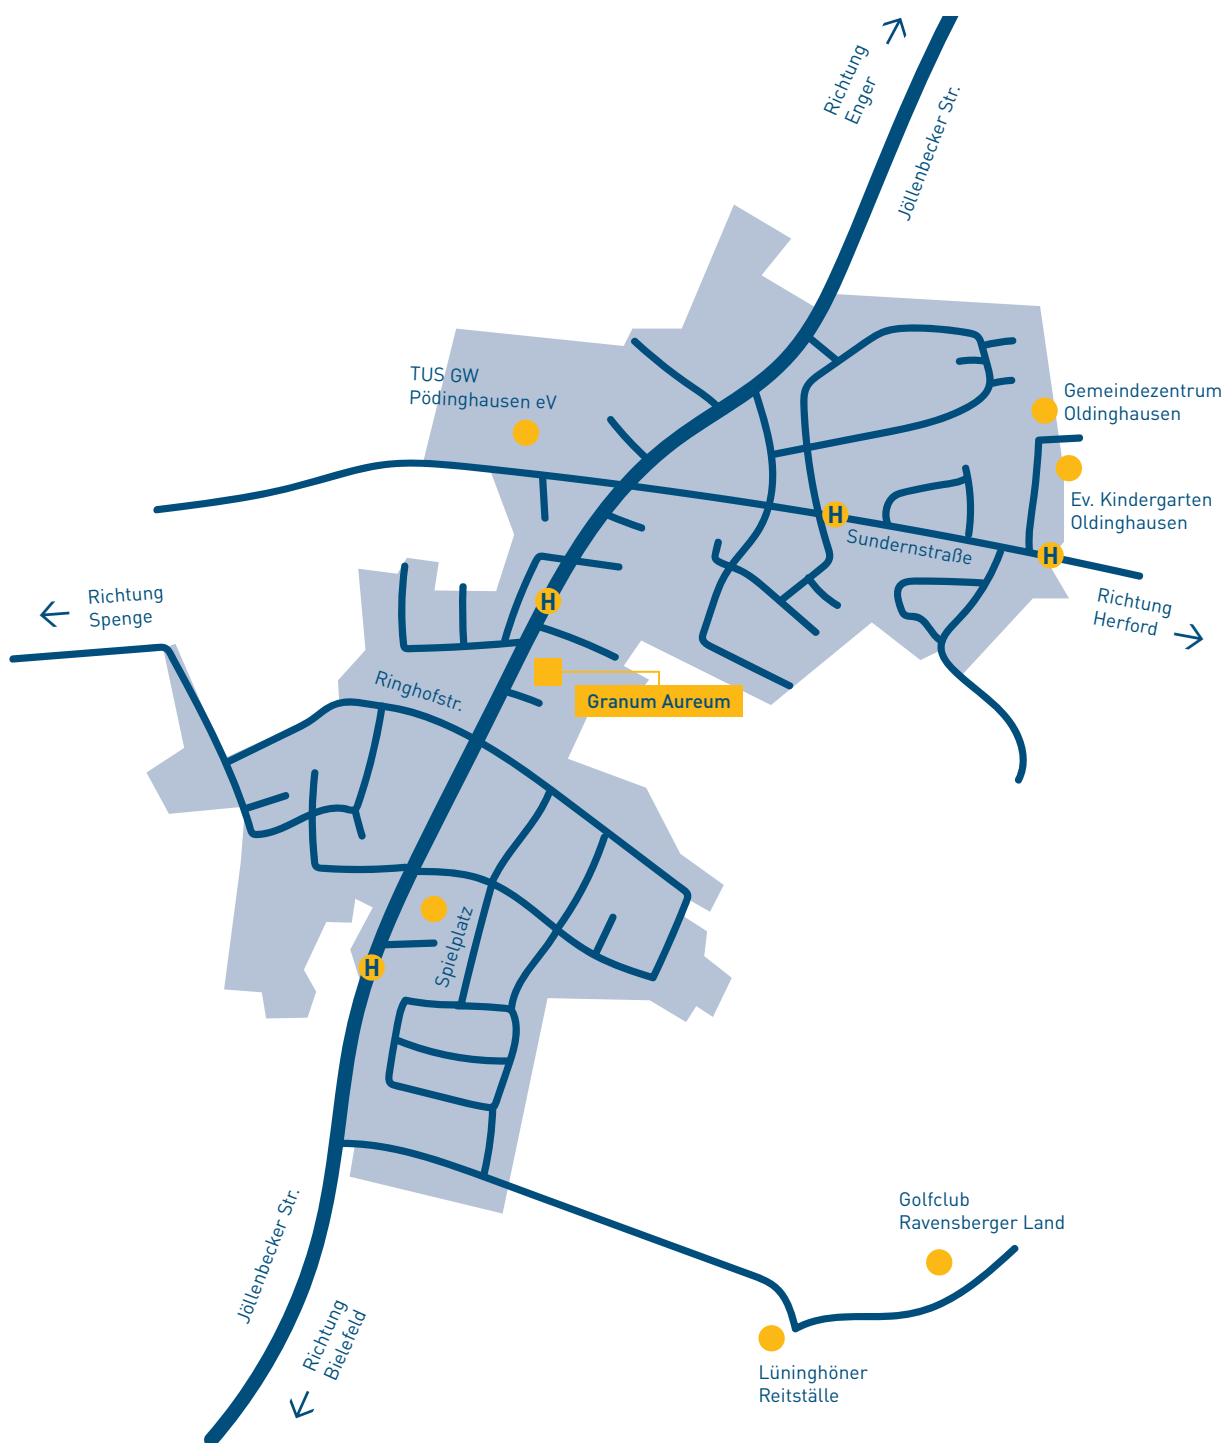 Richtung
Enger
Jöllenbecker Str.
TUS GW
Pödinghausen eV
Gemeindezentrum
Oldinghausen
Ev. Kindergarten
Oldinghausen
H
Sundernstraße
H
Richtung
Herford
Richtung
Spenge
H
Ringhofstr.
Granum Aureum
Spielplatz
H
Jöllenbecker Str.
Richtung
Bielefeld
Golfclub
Ravensberger Land
Lüninghöner
Reitställe